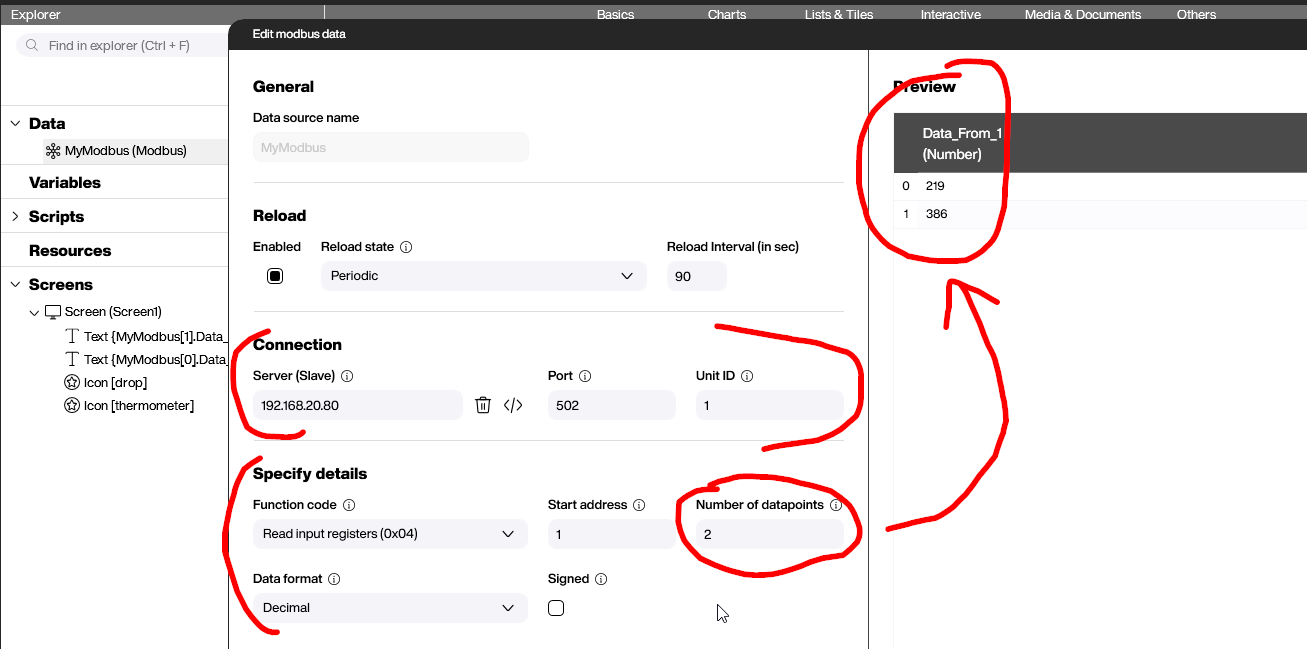 Explorer
Basics
Charts
Lists & Tiles
Interactive
Media & Documents
Others
Find in explorer (Ctrl + F)
Data
MyModbus (Modbus)
Variables
Scripts
Resources
Screens
Screen (Screen1)
Text {MyModbus[1].Data_
Text {MyModbus[0].Data_
Icon [drop]
Icon [thermometer]
Edit modbus data
General
Data source name
MyModbus
Reload
Enabled
Reload state
Reload Interval (in sec)
Periodic
90
Connection
Server (Slave)
Port
Unit ID
192.168.20.80
502
1
Specify details
Function code
Start address
Number of datapoints
Read input registers (0x04)
1
2
Data format
Signed
Decimal
Preview
Data_From_1
(Number)
0 219
1 386